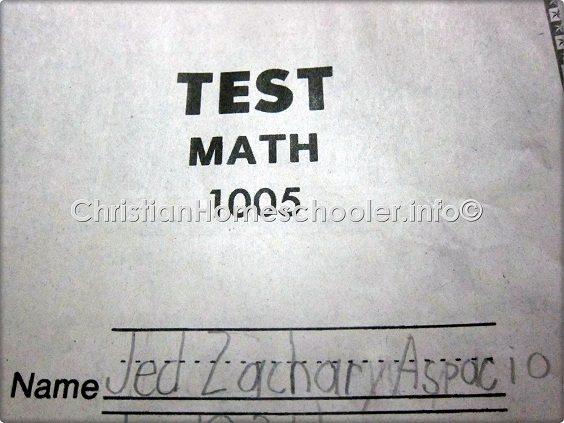 TEST
MATH
1005
ChristianHomeschooler.info©
Name Jed Zachary Aspacio